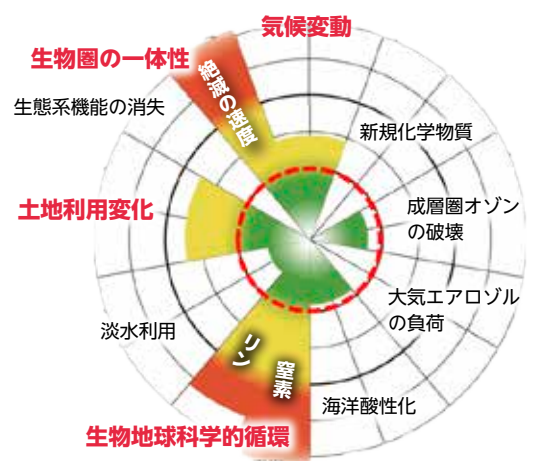 気候変動
生物圏の一体性
絶滅の速度
生態系機能の消失
新規化学物質
土地利用変化
成層圏オゾン
の破壊
大気エアロゾル
の負荷
淡水利用
リン
窒素
海洋酸性化
生物地球科学的循環